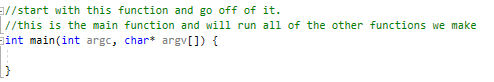 //start with this function and go off of it.
//this is the main function and will run all of the other functions we make
int main(int argc, char* argv[]) {
}